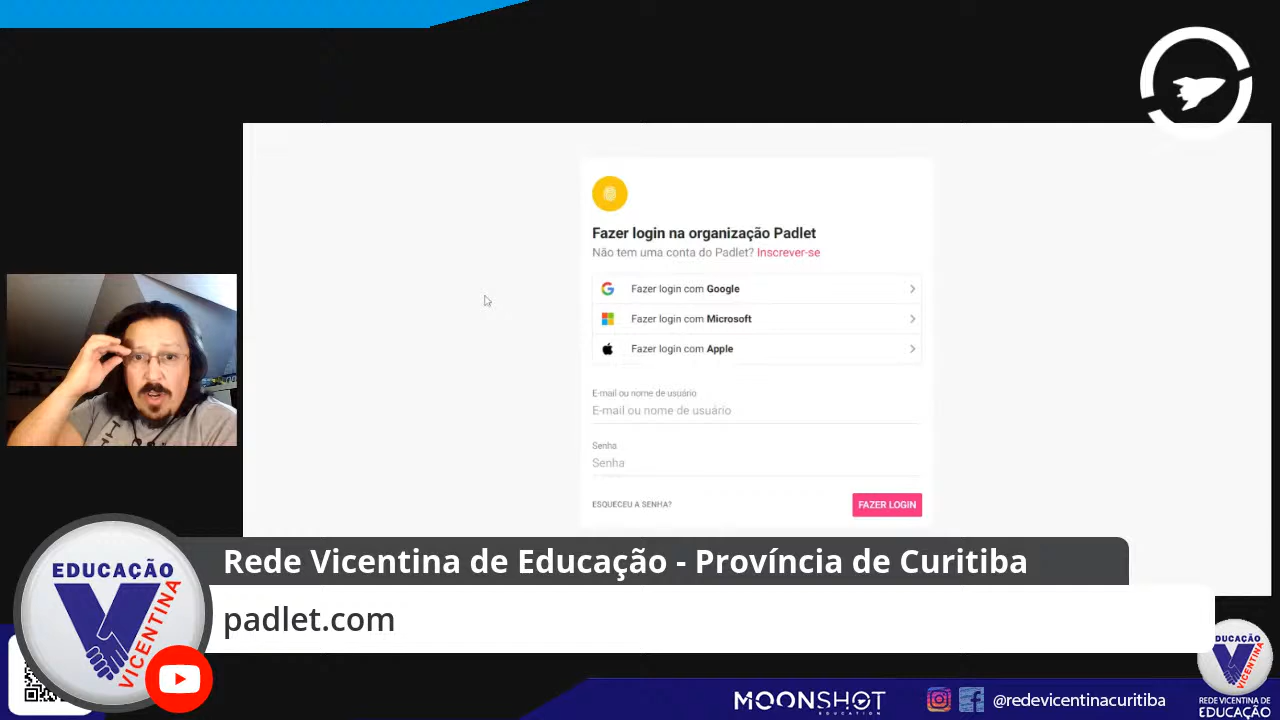 Fazer login na organização Padlet
Não tem uma conta do Padlet? Inscrever-se
Fazer login com Google
Fazer login com Microsoft
Fazer login com Apple
E-mail ou nome de usuário
E-mail ou nome de usuário
Senha
Senha
ESQUECEU A SENHA?
FAZER LOGIN
Rede Vicentina de Educação - Província de Curitiba
padlet.com
EDUCAÇÃO
VICENTINA
MOONSHOT
EDUCATION
@redevicentinacuritiba
EDUCAÇÃO
VICENTINA
REDE VICENTINA DE
EDUCAÇÃO